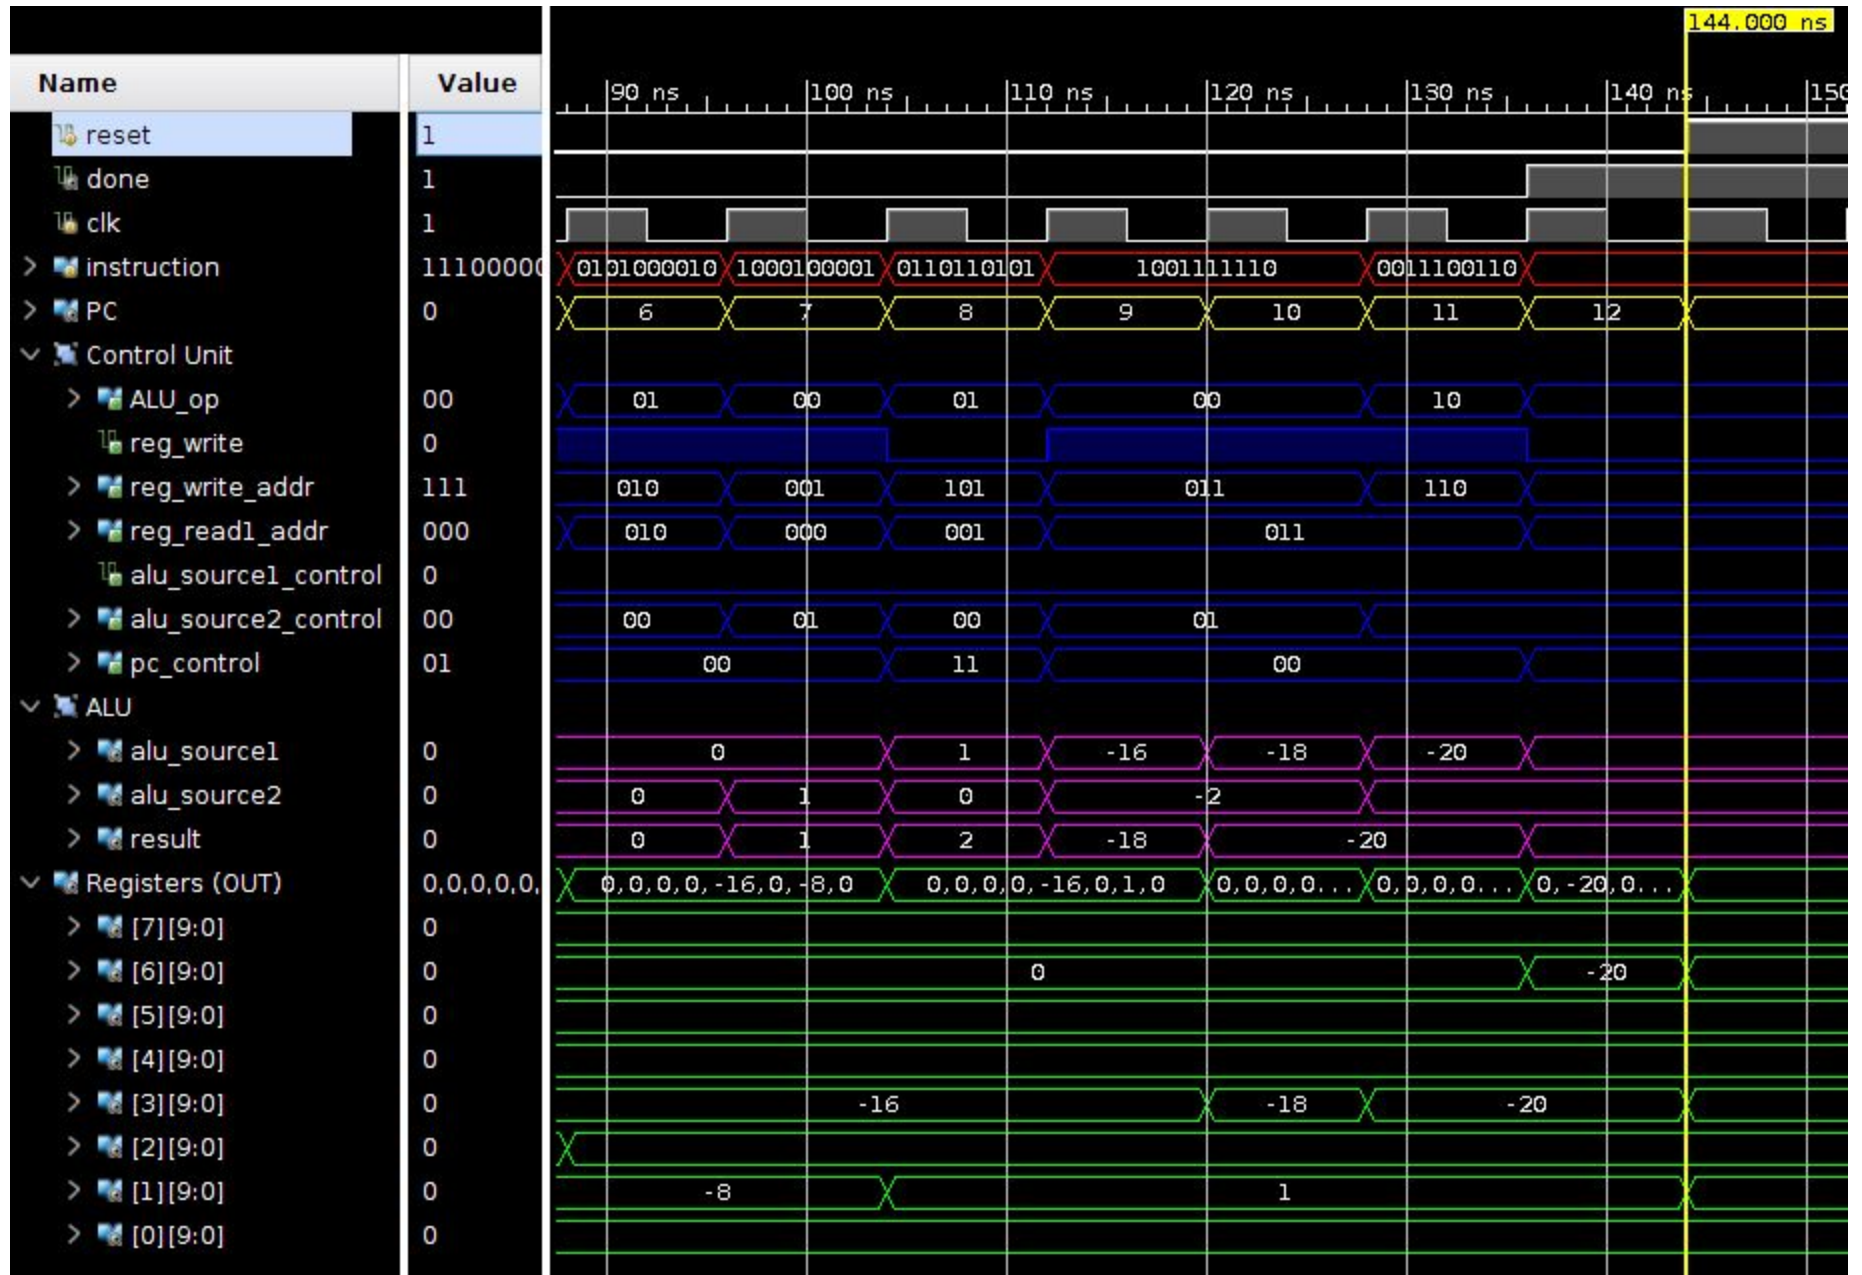 144.000 ns
Name Value 90 ns 100 ns 110 ns 120 ns 130 ns 140 ns 150
reset 1
done 1
clk 1
instruction 11100000 0101000010 1000100001 0110110101 1001111110 0011100110
PC 0 6 7 8 9 10 11 12
Control Unit
ALU_op 00 01 00 01 00 10
reg_write 0
reg_write_addr 111 010 001 101 011 110
reg_read1_addr 000 010 000 001 011
alu_source1_control 0
alu_source2_control 00 00 01 00 01
pc_control 01 00 11 00
ALU
alu_source1 0 0 1 -16 -18 -20
alu_source2 0 0 1 0 -2
result 0 0 1 2 -18 -20
Registers (OUT) 0,0,0,0,0, 0,0,0,0,-16,0,-8,0 0,0,0,0,-16,0,1,0 0,0,0,0... 0,0,0,0... 0,-20,0...
[7][9:0] 0
[6][9:0] 0 0 -20
[5][9:0] 0
[4][9:0] 0
[3][9:0] 0 -16 -18 -20
[2][9:0] 0
[1][9:0] 0 -8 1
[0][9:0] 0